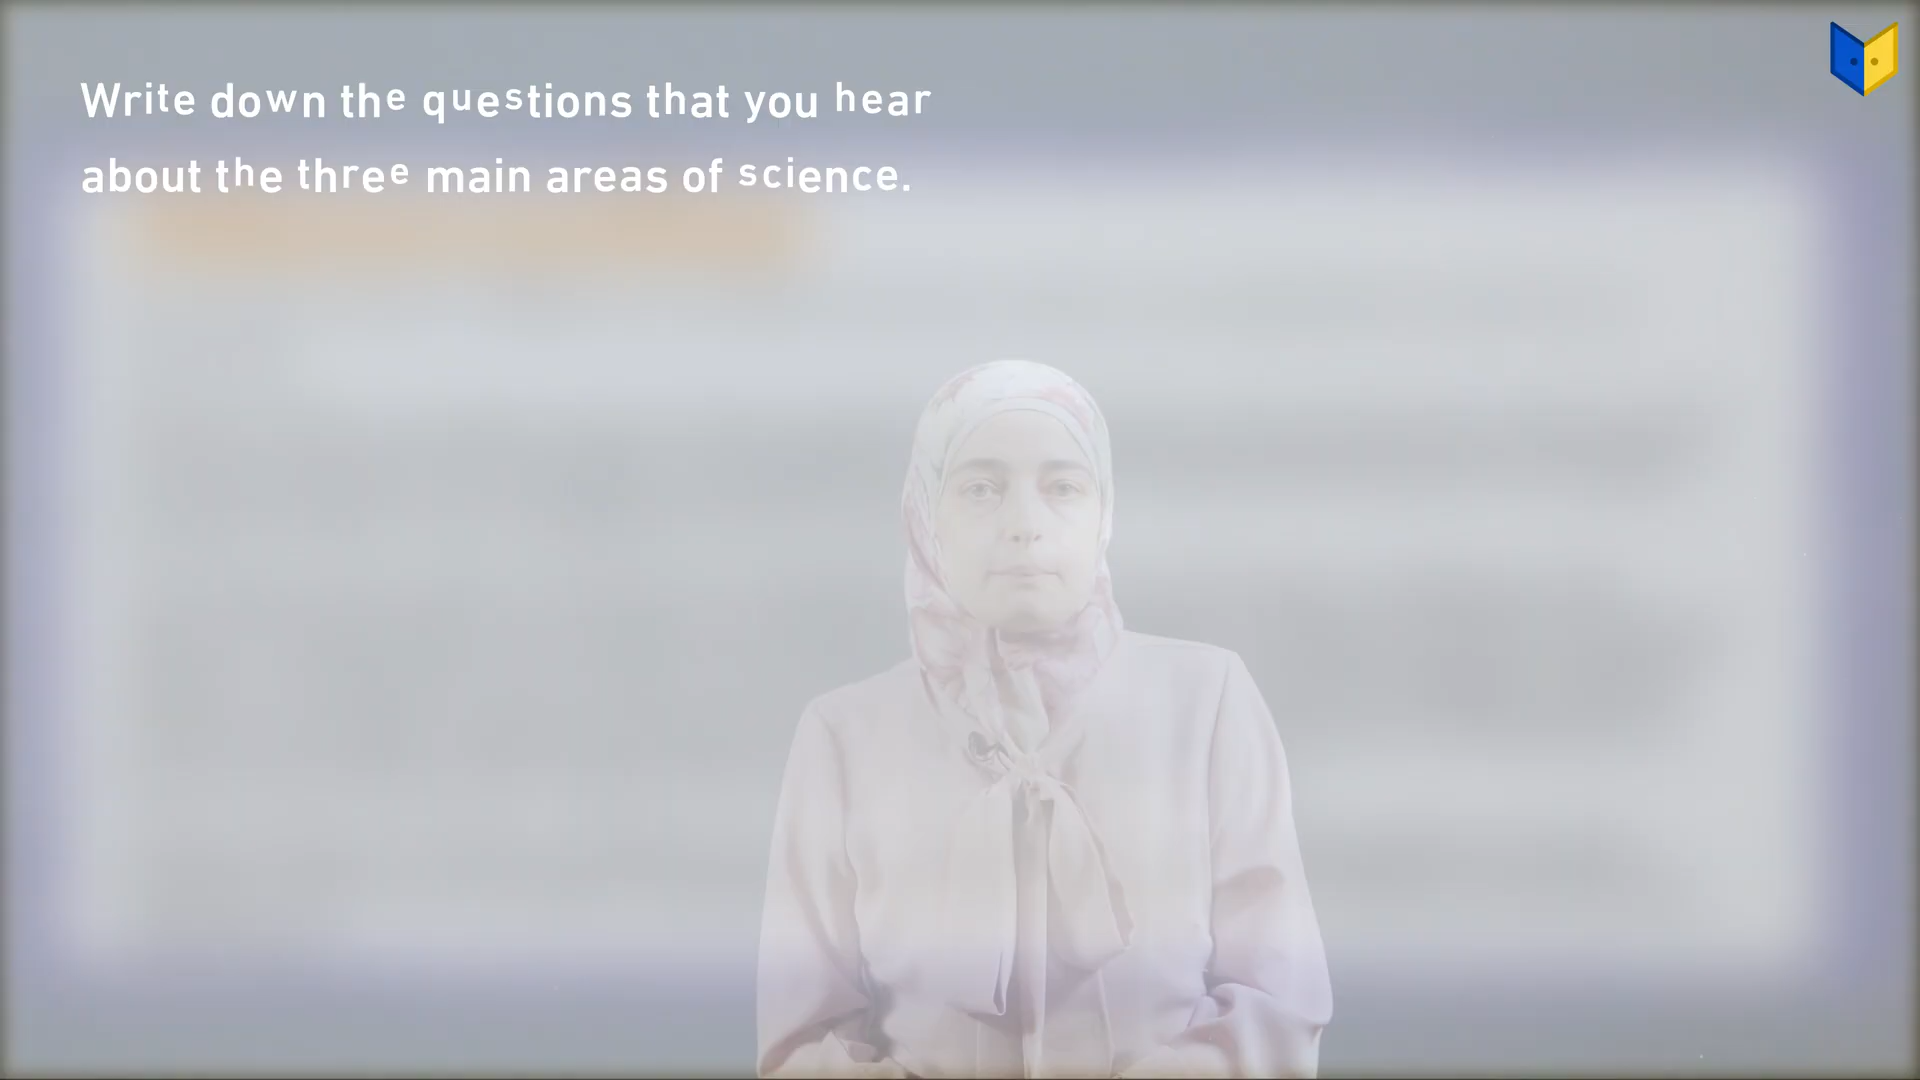 Write down the questions that you hear
about the three main areas of science.